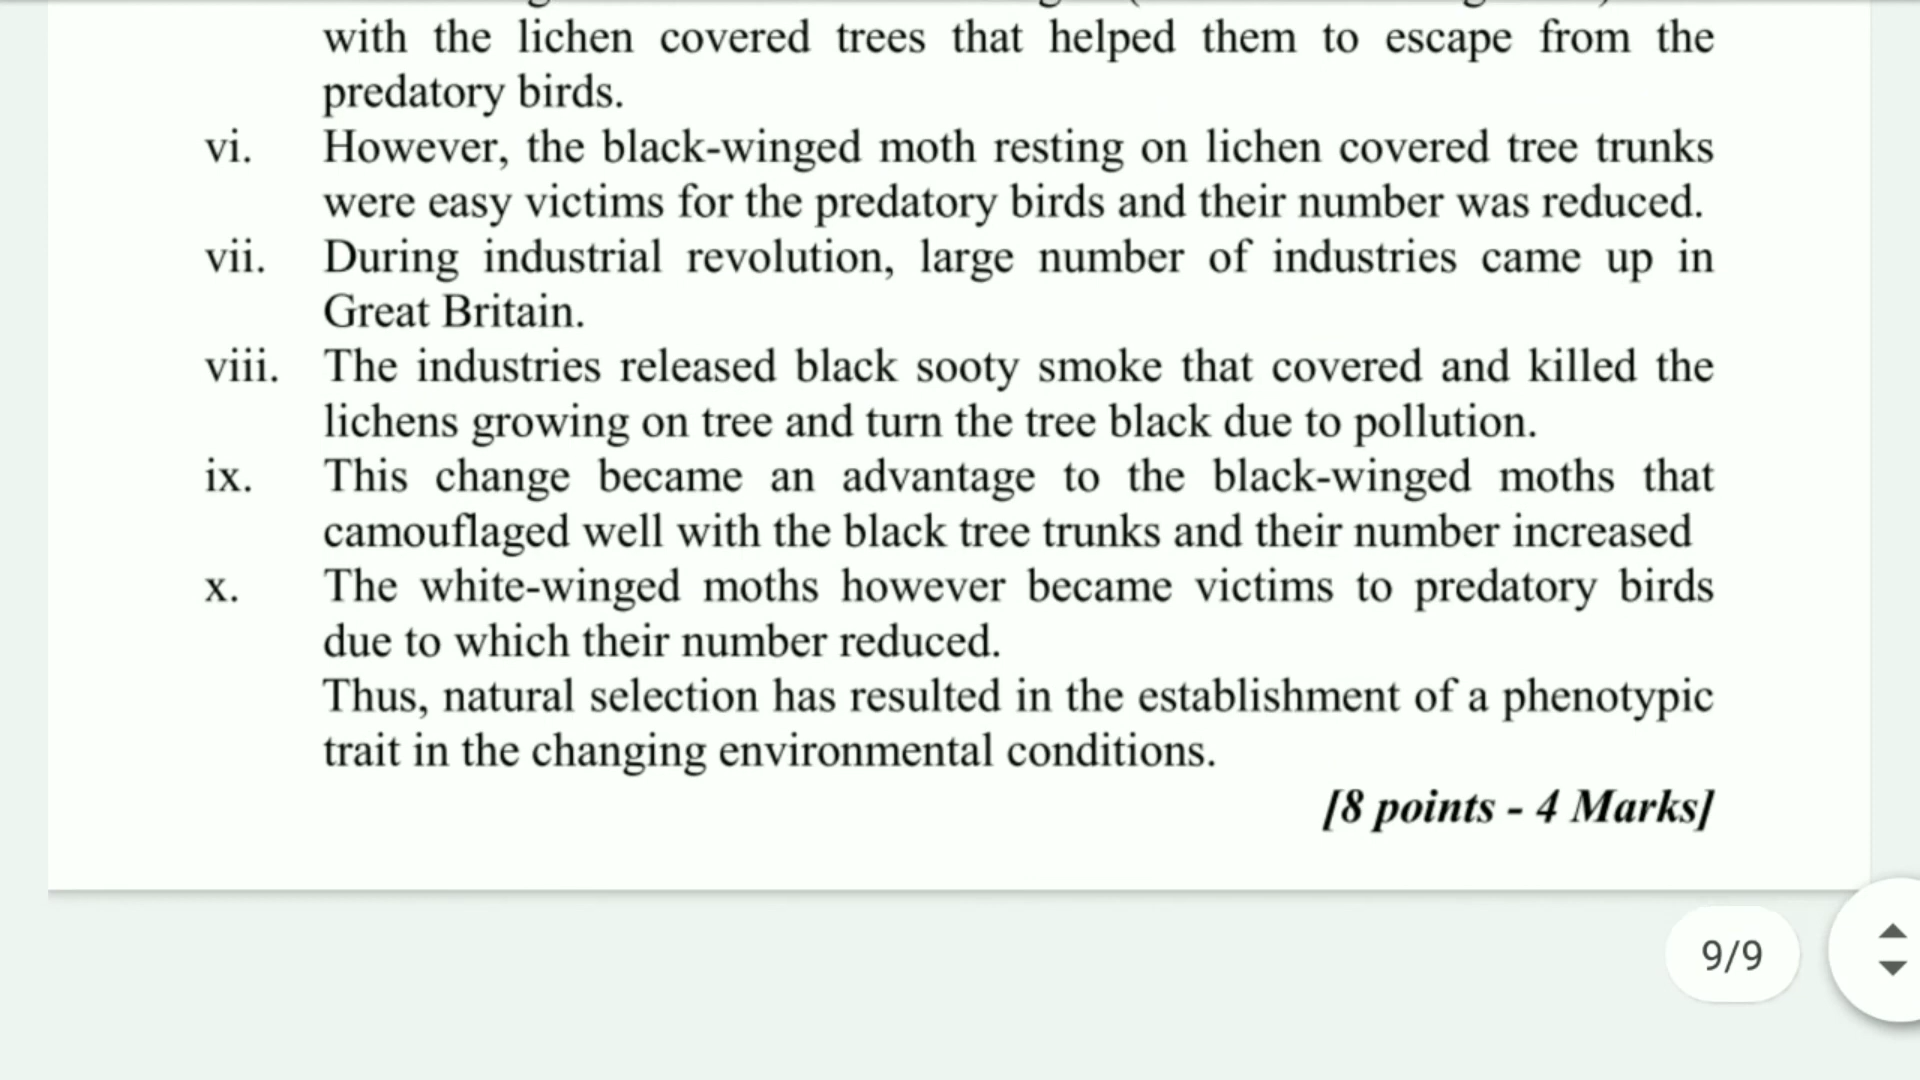 with the lichen covered trees that helped them to escape from the
predatory birds.
vi. However, the black-winged moth resting on lichen covered tree trunks
were easy victims for the predatory birds and their number was reduced.
vii. During industrial revolution, large number of industries came up in
Great Britain.
viii. The industries released black sooty smoke that covered and killed the
lichens growing on tree and turn the tree black due to pollution.
ix. This change became an advantage to the black-winged moths that
camouflaged well with the black tree trunks and their number increased
x. The white-winged moths however became victims to predatory birds
due to which their number reduced.
Thus, natural selection has resulted in the establishment of a phenotypic
trait in the changing environmental conditions.
[8 points - 4 Marks]
9/9